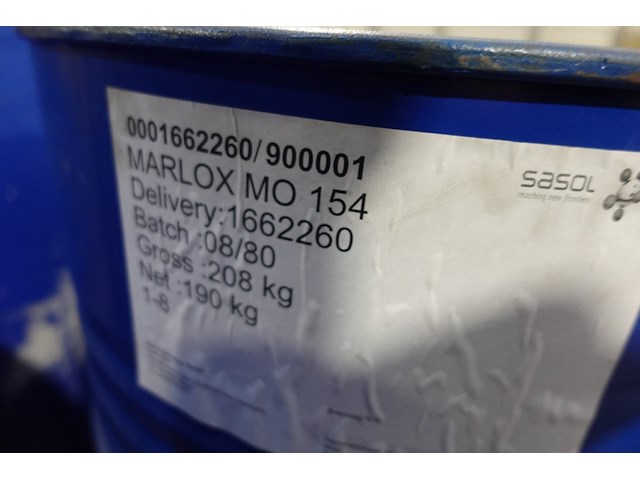 0001662260/900001
MARLOX MO 154
Delivery:1662260
Batch :08/80
Gross :208 kg
Net :190 kg
1-8
sasol
reaching new frontiers